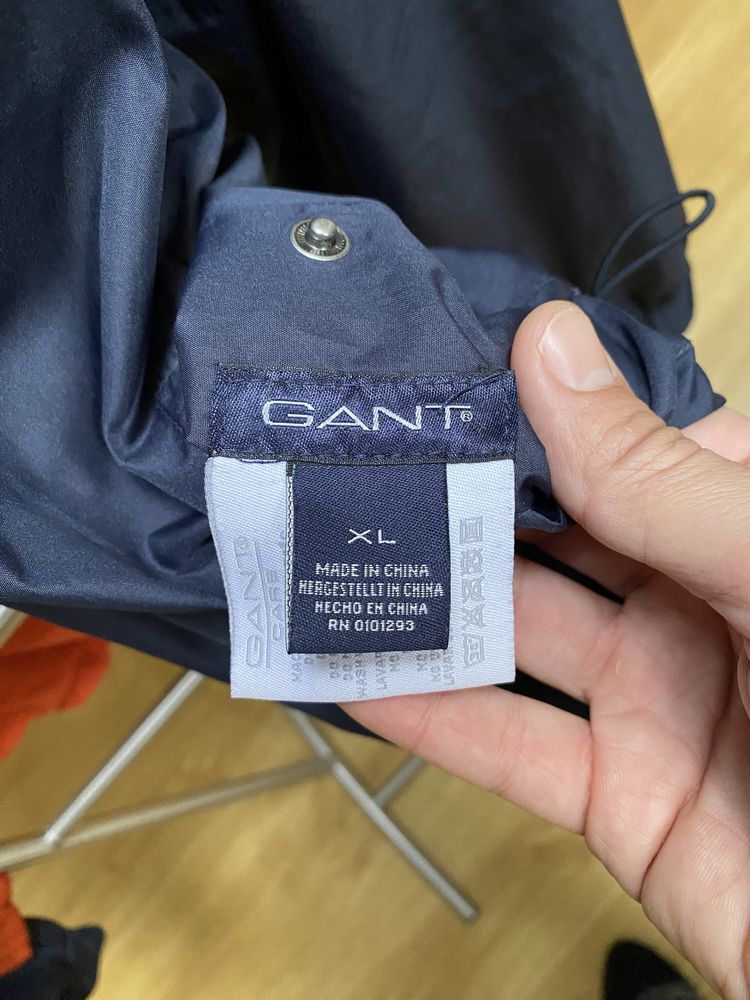 GANT®
XL
MADE IN CHINA
HERGESTELLT IN CHINA
HECHO EN CHINA
RN 0101293
GANT®
CARE